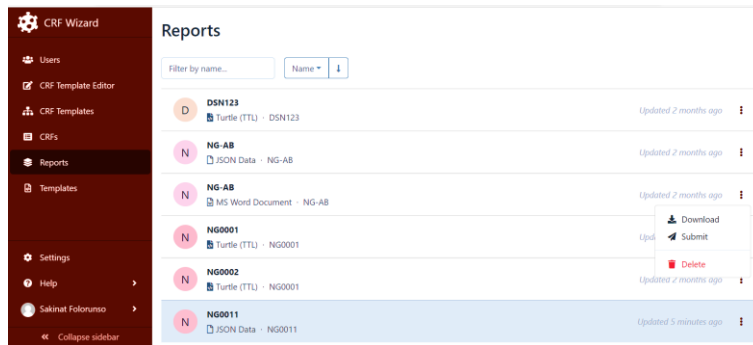 CRF Wizard
Users
CRF Template Editor
CRF Templates
CRFs
Reports
Templates
Settings
Help
Sakinat Folorunso
Collapse sidebar
Reports
Filter by name...
Name
D
DSN123
Turtle (TTL) · DSN123
Updated 2 months ago
N
NG-AB
JSON Data · NG-AB
Updated 2 months ago
N
NG-AB
MS Word Document · NG-AB
Updated 2 months ago
Download
Submit
Delete
N
NG0001
Turtle (TTL) · NG0001
Upd
N
NG0002
Turtle (TTL) · NG0001
Updated 2 months ago
N
NG0011
JSON Data · NG0011
Updated 5 minutes ago